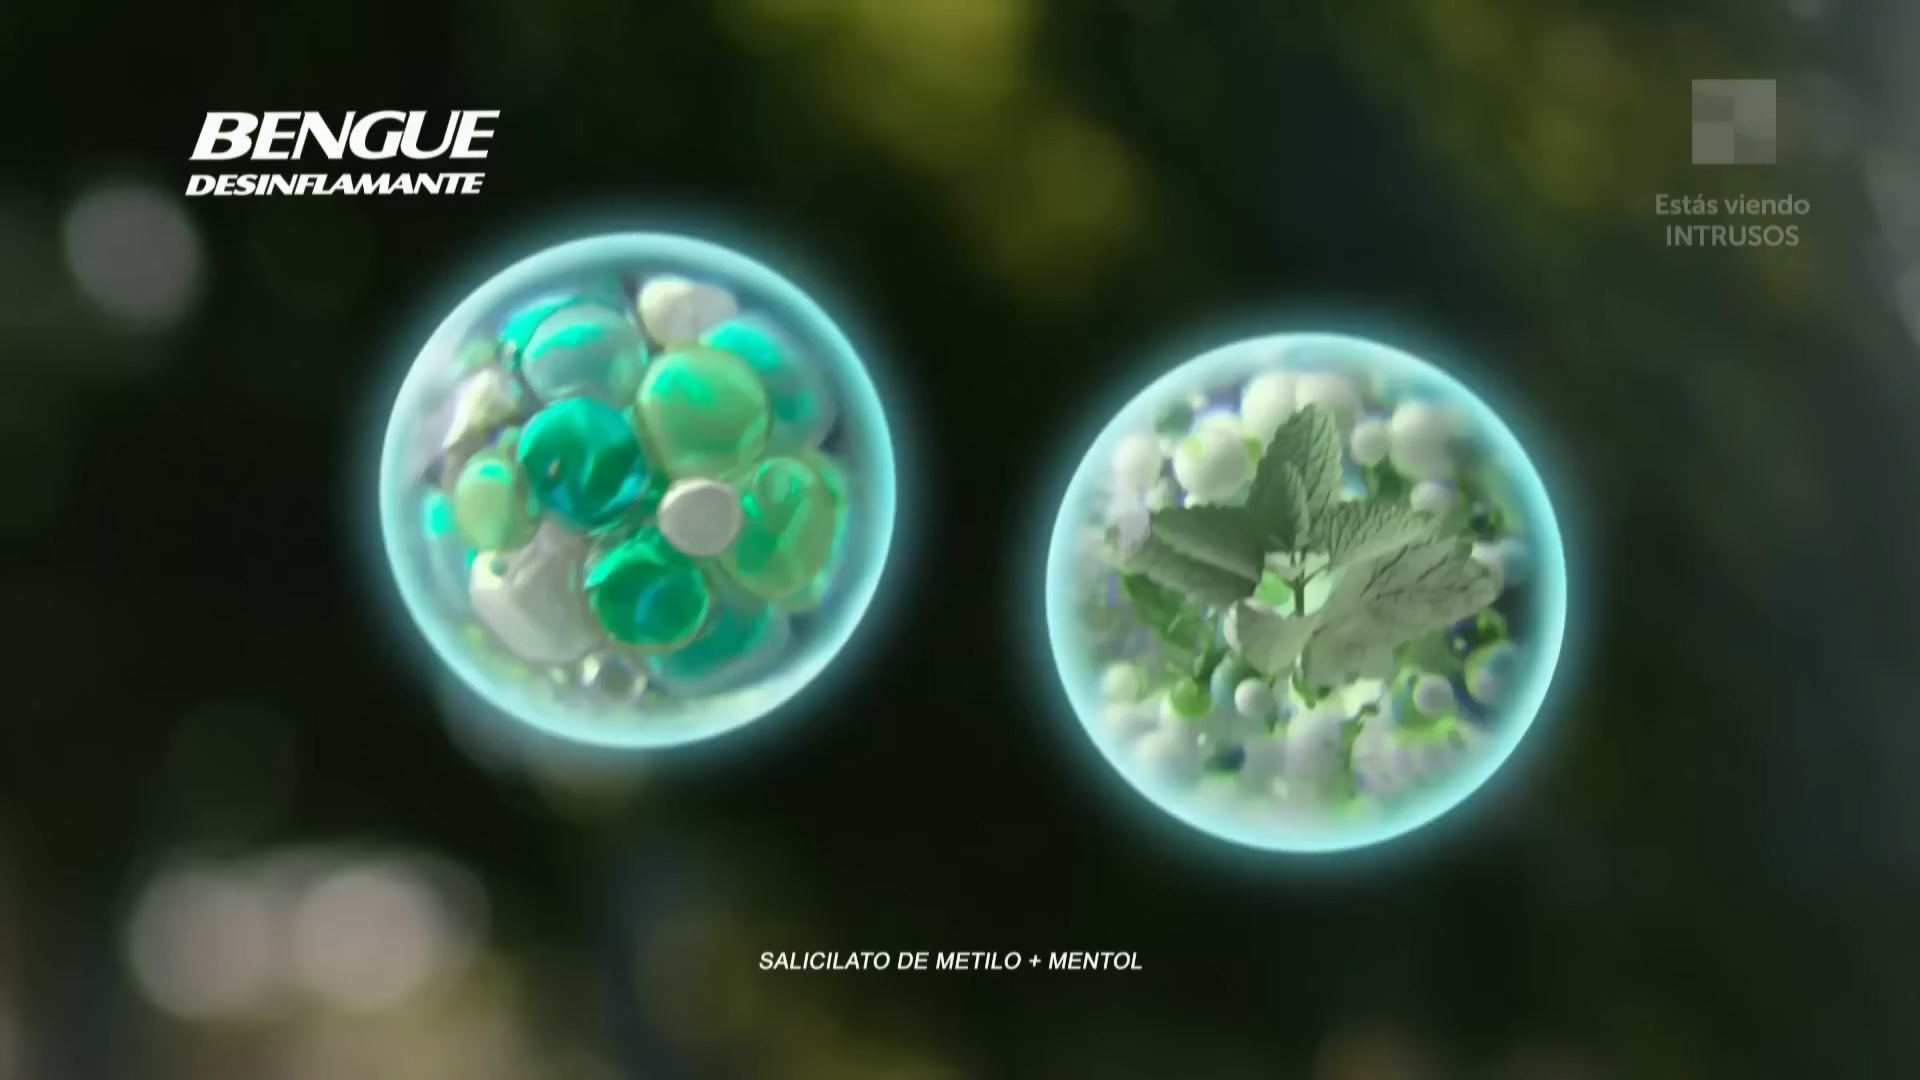 BENGUE
DESINFLAMANTE
Estás viendo
INTRUSOS
SALICILATO DE METILO + MENTOL